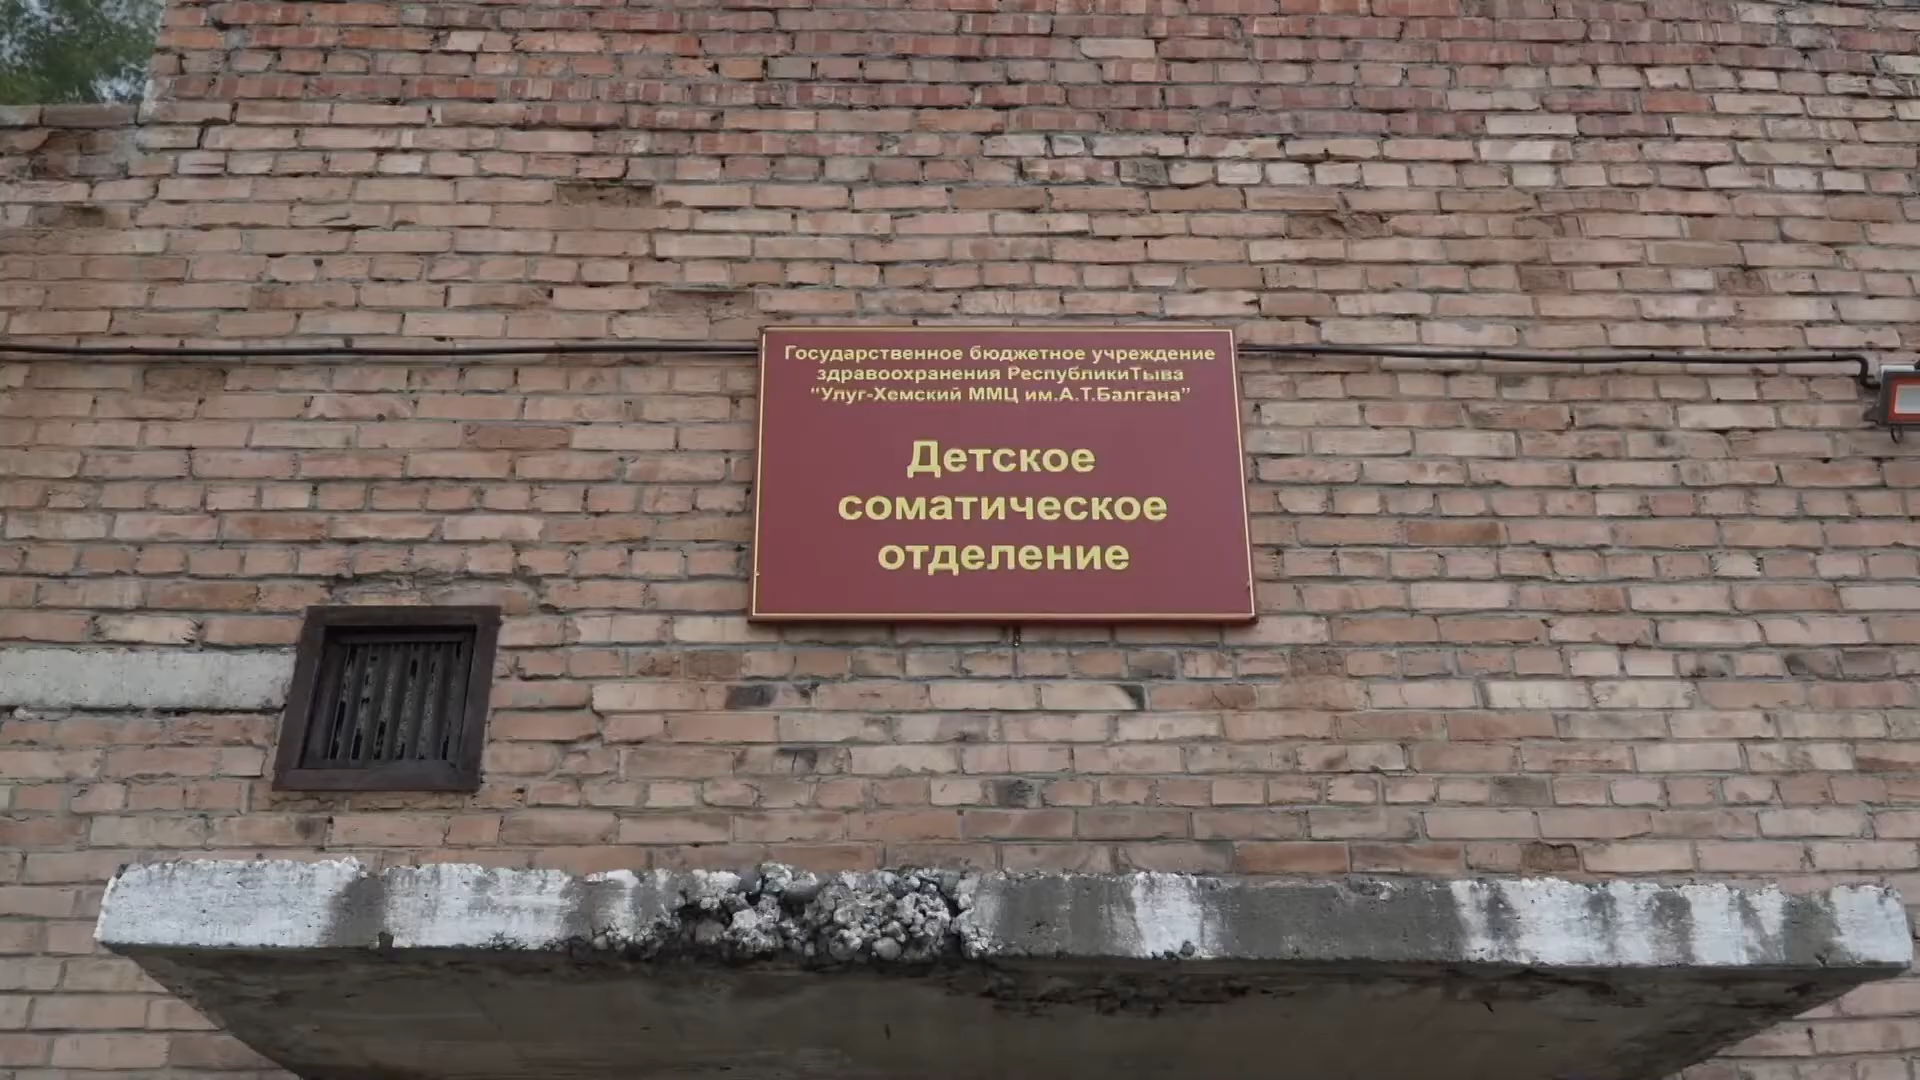 Государственное бюджетное учреждение
здравоохранения РеспубликиТыва
“Улуг-Хемский ММЦ им.А.Т.Балгана”
Детское
соматическое
отделение